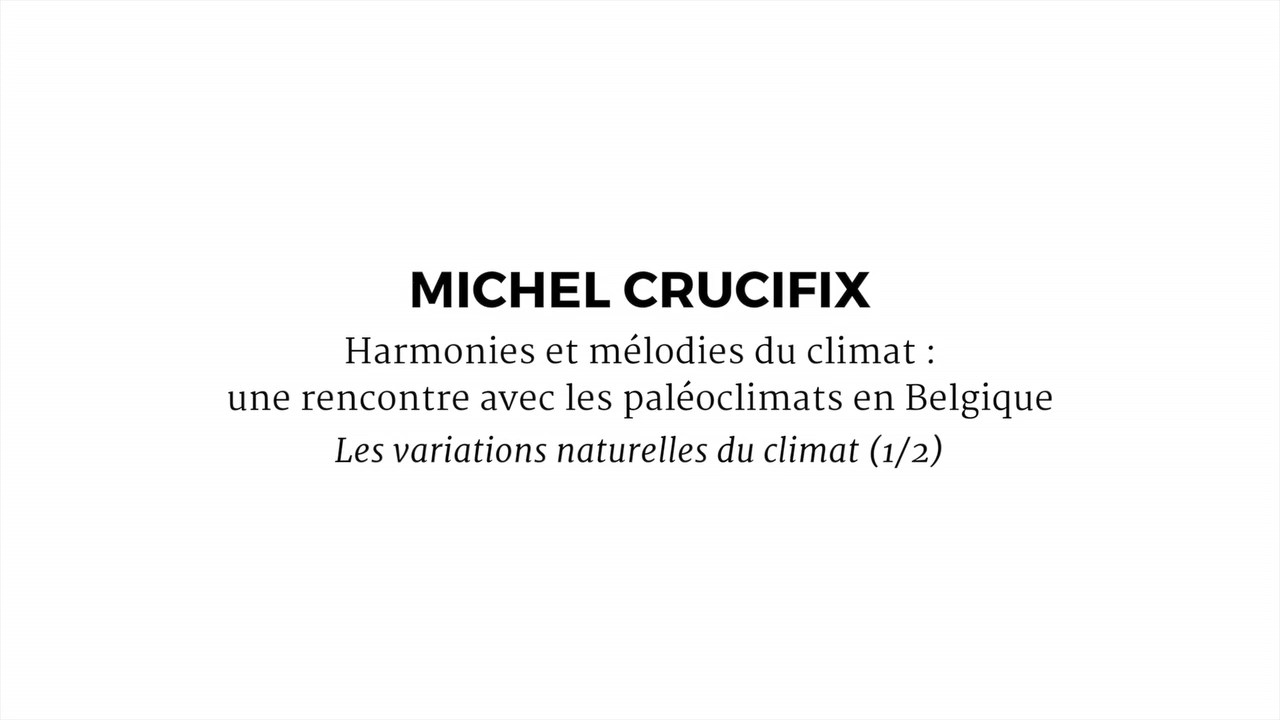 MICHEL CRUCIFIX
Harmonies et mélodies du climat :
une rencontre avec les paléoclimats en Belgique
Les variations naturelles du climat (1/2)